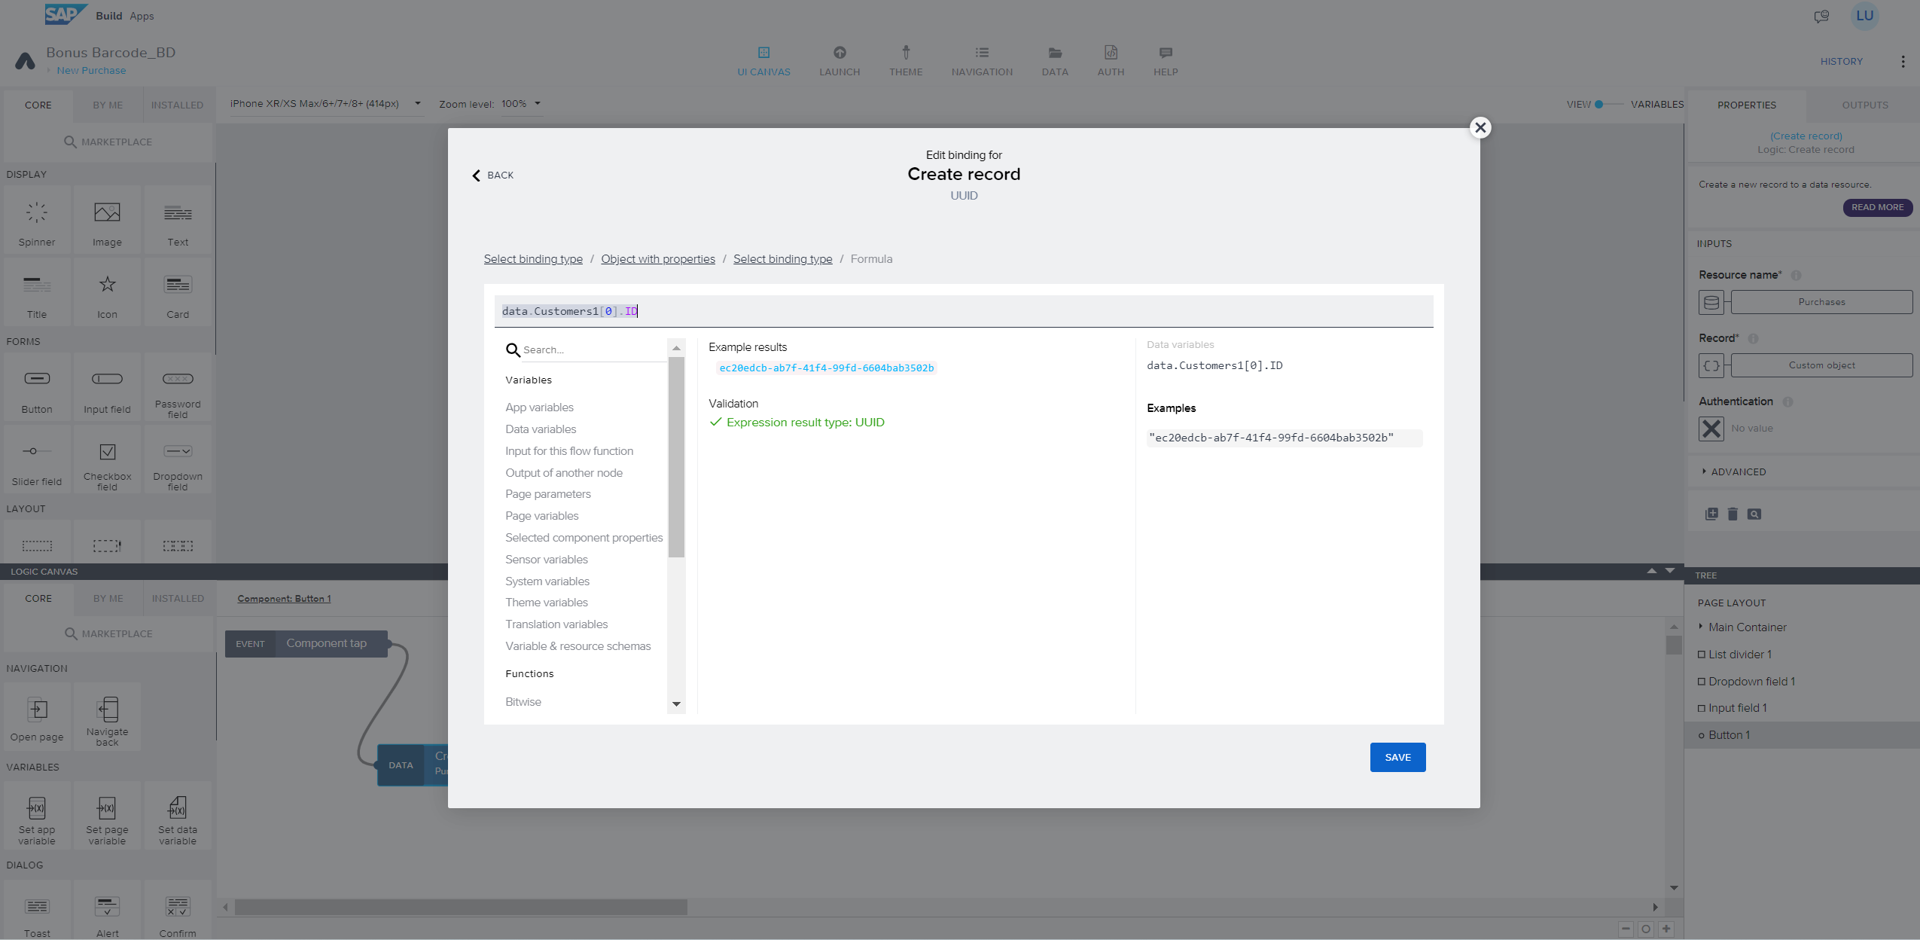 SAP Build Apps
LU
Bonus Barcode_BD
New Purchase
UI CANVAS
LAUNCH
THEME
NAVIGATION
DATA
AUTH
HELP
HISTORY
CORE
BY ME
INSTALLED
iPhone XR/XS Max/6+/7+/8+ (414px)
Zoom level: 100%
VIEW
VARIABLES
PROPERTIES
OUTPUTS
MARKETPLACE
(Create record)
Logic: Create record
Create a new record to a data resource.
READ MORE
INPUTS
Resource name*
Purchases
Record*
Custom object
Authentication
No value
ADVANCED
DISPLAY
Spinner
Image
Text
Title
Icon
Card
FORMS
Button
Input field
Password field
Slider field
Checkbox field
Dropdown field
LAYOUT
Edit binding for
Create record
UUID
BACK
Select binding type / Object with properties / Select binding type / Formula
data.Customers1[0].ID
Search...
Variables
App variables
Data variables
Input for this flow function
Output of another node
Page parameters
Page variables
Selected component properties
Sensor variables
System variables
Theme variables
Translation variables
Variable & resource schemas
Functions
Bitwise
Example results
ec20edcb-ab7f-41f4-99fd-6604bab3502b
Validation
Expression result type: UUID
Data variables
data.Customers1[0].ID
Examples
"ec20edcb-ab7f-41f4-99fd-6604bab3502b"
SAVE
LOGIC CANVAS
CORE
BY ME
INSTALLED
Component: Button 1
MARKETPLACE
EVENT
Component tap
DATA
Cr
Pur
NAVIGATION
Open page
Navigate back
VARIABLES
Set app variable
Set page variable
Set data variable
DIALOG
Toast
Alert
Confirm
TREE
PAGE LAYOUT
Main Container
List divider 1
Dropdown field 1
Input field 1
Button 1